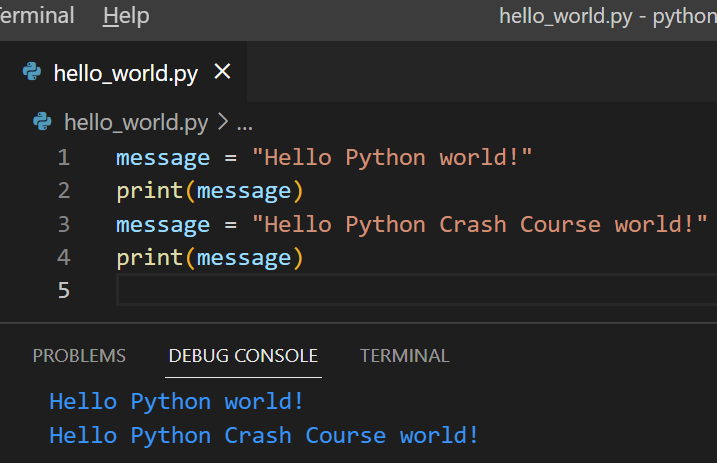 Terminal Help hello_world.py - python
hello_world.py ×
hello_world.py > ...
1 message = "Hello Python world!"
2 print(message)
3 message = "Hello Python Crash Course world!"
4 print(message)
5
PROBLEMS DEBUG CONSOLE TERMINAL
Hello Python world!
Hello Python Crash Course world!